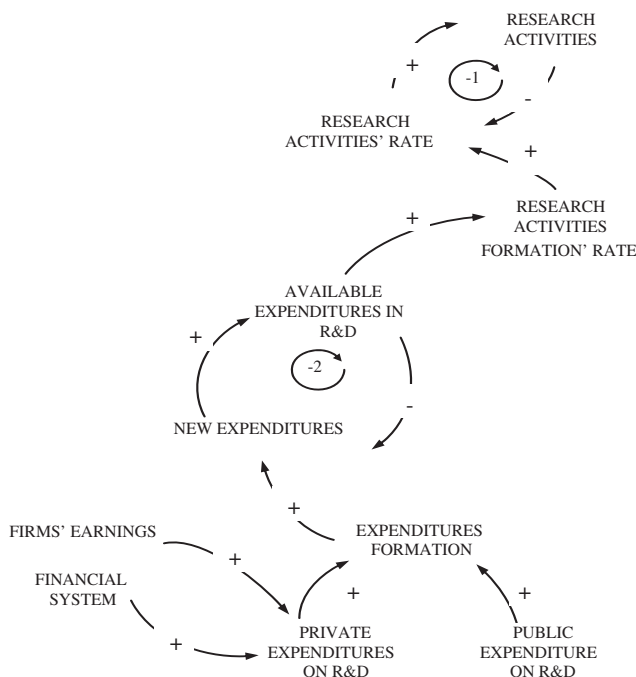 RESEARCH
ACTIVITIES
+
-1
-
RESEARCH
ACTIVITIES’ RATE
+
RESEARCH
ACTIVITIES
FORMATION’ RATE
+
AVAILABLE
EXPENDITURES IN
R&D
+
-2
-
NEW EXPENDITURES
+
FIRMS’ EARNINGS
+
EXPENDITURES
FORMATION
FINANCIAL
SYSTEM
+
+
+
PRIVATE
EXPENDITURES
ON R&D
PUBLIC
EXPENDITURE
ON R&D